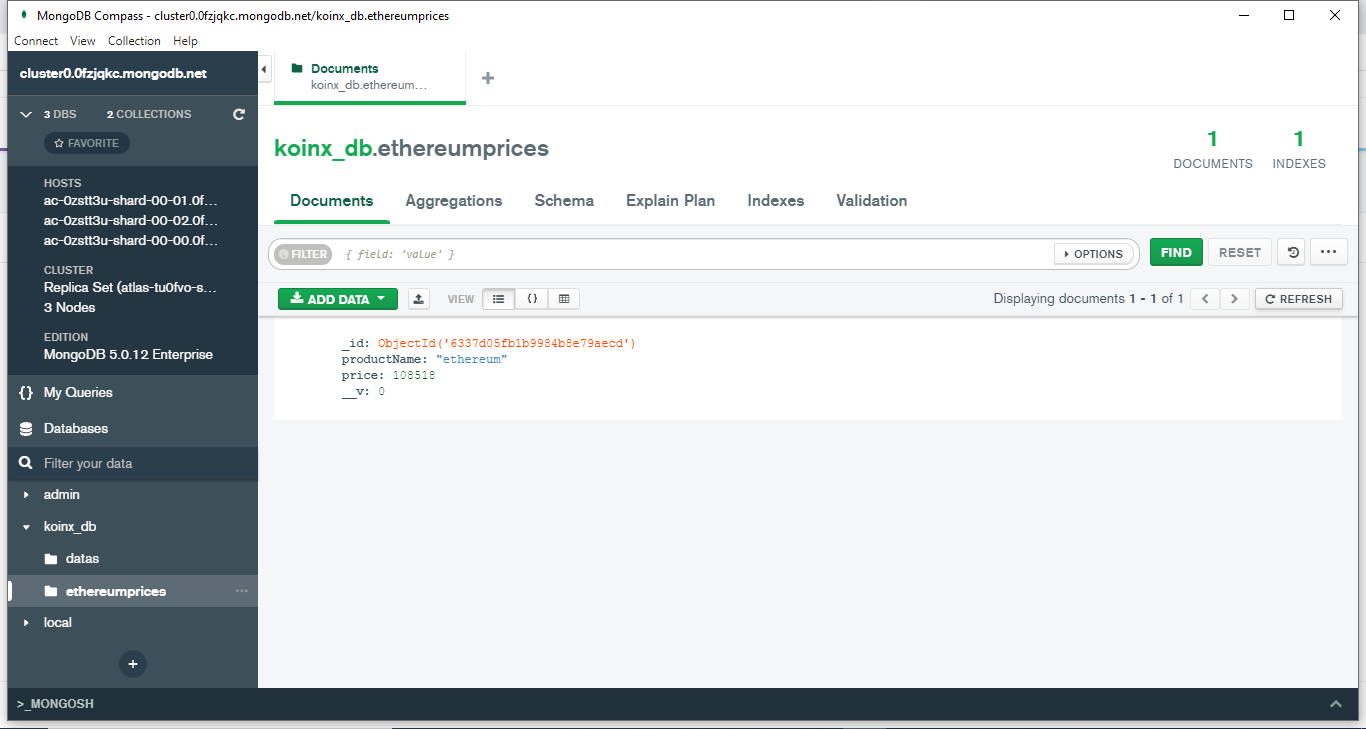 MongoDB Compass - cluster0.0fzjqkc.mongodb.net/koinx_db.ethereumprices
Connect View Collection Help
cluster0.0fzjqkc.mongodb.net
3 DBS 2 COLLECTIONS
FAVORITE
HOSTS
ac-0zstt3u-shard-00-01.0f...
ac-0zstt3u-shard-00-02.0f...
ac-0zstt3u-shard-00-00.0f...
CLUSTER
Replica Set (atlas-tu0fvo-s...
3 Nodes
EDITION
MongoDB 5.0.12 Enterprise
{} My Queries
Databases
Filter your data
admin
koinx_db
datas
ethereumprices ...
local
+
Documents
koinx_db.ethereum...
+
koinx_db.ethereumprices
1 DOCUMENTS
1 INDEXES
Documents Aggregations Schema Explain Plan Indexes Validation
FILTER { field: 'value' } OPTIONS FIND RESET ...
ADD DATA VIEW {} Displaying documents 1 - 1 of 1 < > REFRESH
_id: ObjectId('6337d05fb1b9984b8e79aecd')
productName: "ethereum"
price: 108518
__v: 0
>_MONGOSH